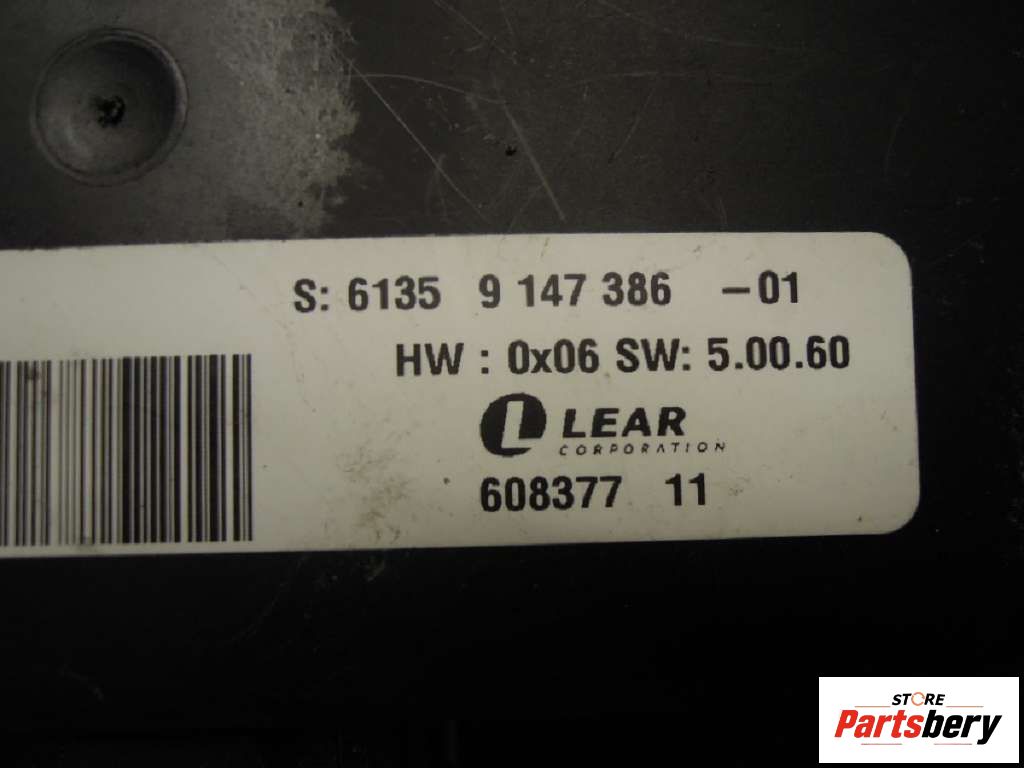 S: 6135 9 147 386 -01
HW : 0x06 SW: 5.00.60
L LEAR
CORPORATION
608377 11
STORE
Partsbery